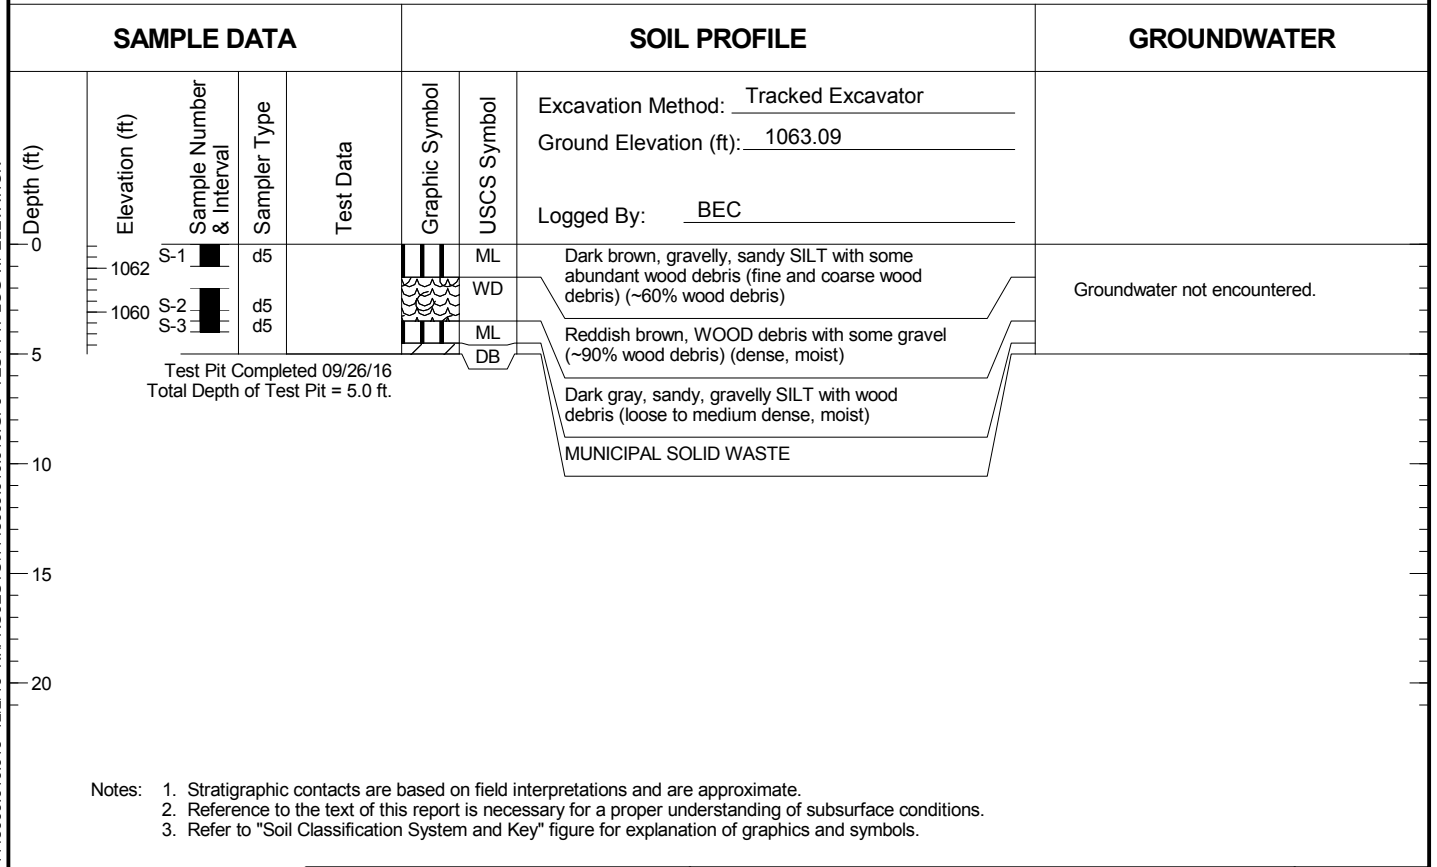 SAMPLE DATA
SOIL PROFILE
GROUNDWATER
Depth (ft)
Elevation (ft)
Sample Number
& Interval
Sampler Type
Test Data
Graphic Symbol
USCS Symbol
Excavation Method: Tracked Excavator
Ground Elevation (ft): 1063.09
Logged By: BEC
0
S-1
d5
ML
Dark brown, gravelly, sandy SILT with some
abundant wood debris (fine and coarse wood
debris) (~60% wood debris)
1062
WD
Groundwater not encountered.
1060
S-2
d5
S-3
d5
ML
Reddish brown, WOOD debris with some gravel
(~90% wood debris) (dense, moist)
5
DB
Test Pit Completed 09/26/16
Total Depth of Test Pit = 5.0 ft.
Dark gray, sandy, gravelly SILT with wood
debris (loose to medium dense, moist)
MUNICIPAL SOLID WASTE
10
15
20
Notes: 1. Stratigraphic contacts are based on field interpretations and are approximate.
2. Reference to the text of this report is necessary for a proper understanding of subsurface conditions.
3. Refer to "Soil Classification System and Key" figure for explanation of graphics and symbols.